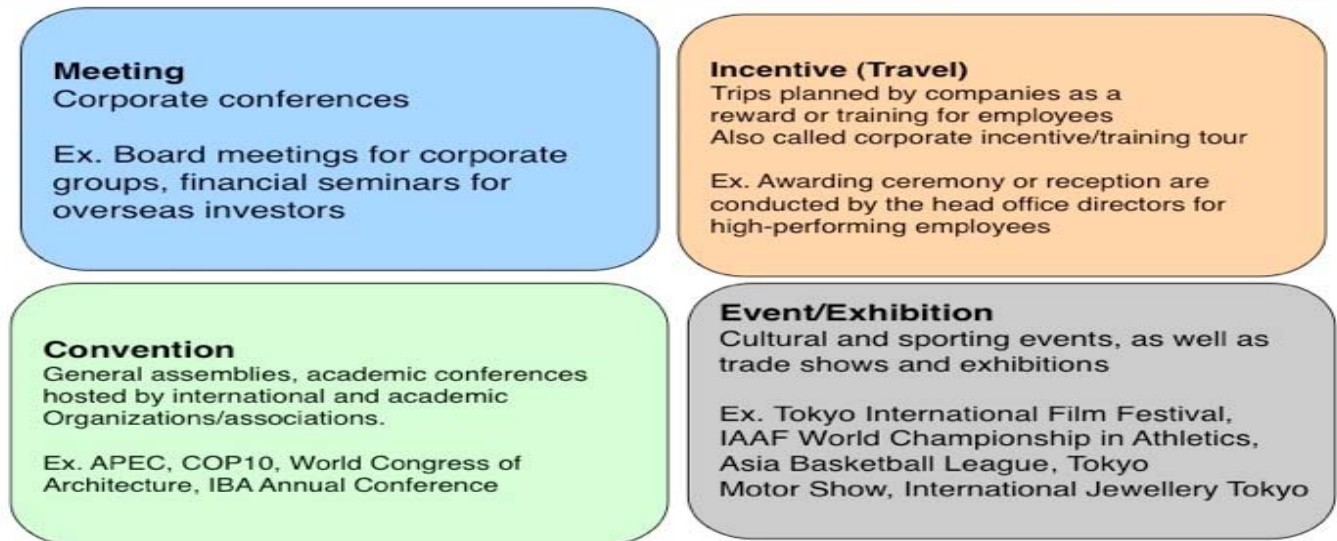 Meeting
Corporate conferences
Ex. Board meetings for corporate
groups, financial seminars for
overseas investors
Incentive (Travel)
Trips planned by companies as a
reward or training for employees
Also called corporate incentive/training tour
Ex. Awarding ceremony or reception are
conducted by the head office directors for
high-performing employees
Convention
General assemblies, academic conferences
hosted by international and academic
Organizations/associations.
Ex. APEC, COP10, World Congress of
Architecture, IBA Annual Conference
Event/Exhibition
Cultural and sporting events, as well as
trade shows and exhibitions
Ex. Tokyo International Film Festival,
IAAF World Championship in Athletics,
Asia Basketball League, Tokyo
Motor Show, International Jewellery Tokyo